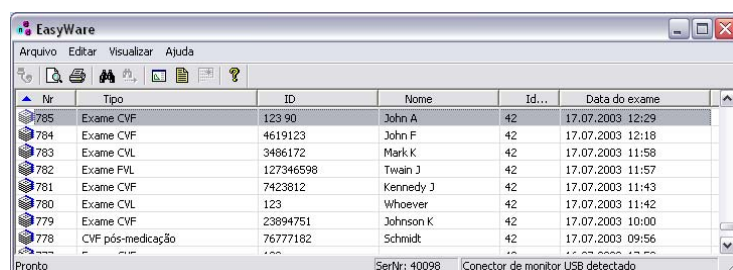 EasyWare
Arquivo Editar Visualizar Ajuda
Nr Tipo ID Nome Id... Data do exame
785 Exame CVF 123 90 John A 42 17.07.2003 12:29
784 Exame CVF 4619123 John F 42 17.07.2003 12:18
783 Exame CVL 3486172 Mark K 42 17.07.2003 11:58
782 Exame FVL 127346598 Twain J 42 17.07.2003 11:57
781 Exame CVF 7423812 Kennedy J 42 17.07.2003 11:43
780 Exame CVL 123 Whoever 42 17.07.2003 11:42
779 Exame CVF 23894751 Johnson K 42 17.07.2003 10:00
778 CVF pós-medicação 76777182 Schmidt 42 17.07.2003 09:56
Pronto SerNr: 40098 Conector de monitor USB detectado